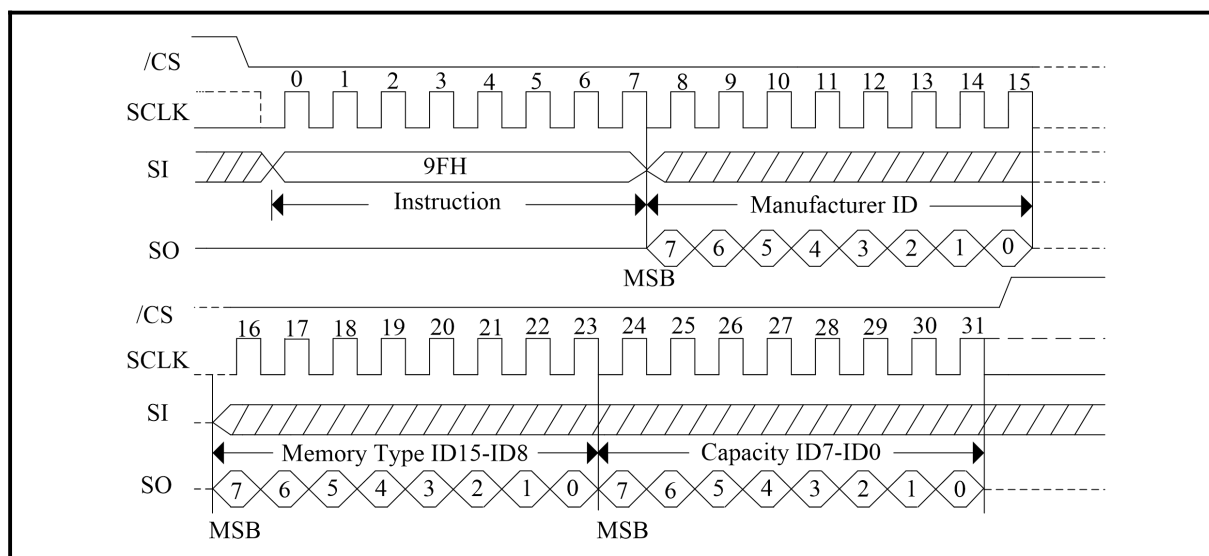 /CS
0 1 2 3 4 5 6 7 8 9 10 11 12 13 14 15
SCLK
SI 9FH
Instruction Manufacturer ID
SO 7 6 5 4 3 2 1 0
MSB
/CS
16 17 18 19 20 21 22 23 24 25 26 27 28 29 30 31
SCLK
SI
Memory Type ID15-ID8 Capacity ID7-ID0
SO 7 6 5 4 3 2 1 0 7 6 5 4 3 2 1 0
MSB MSB